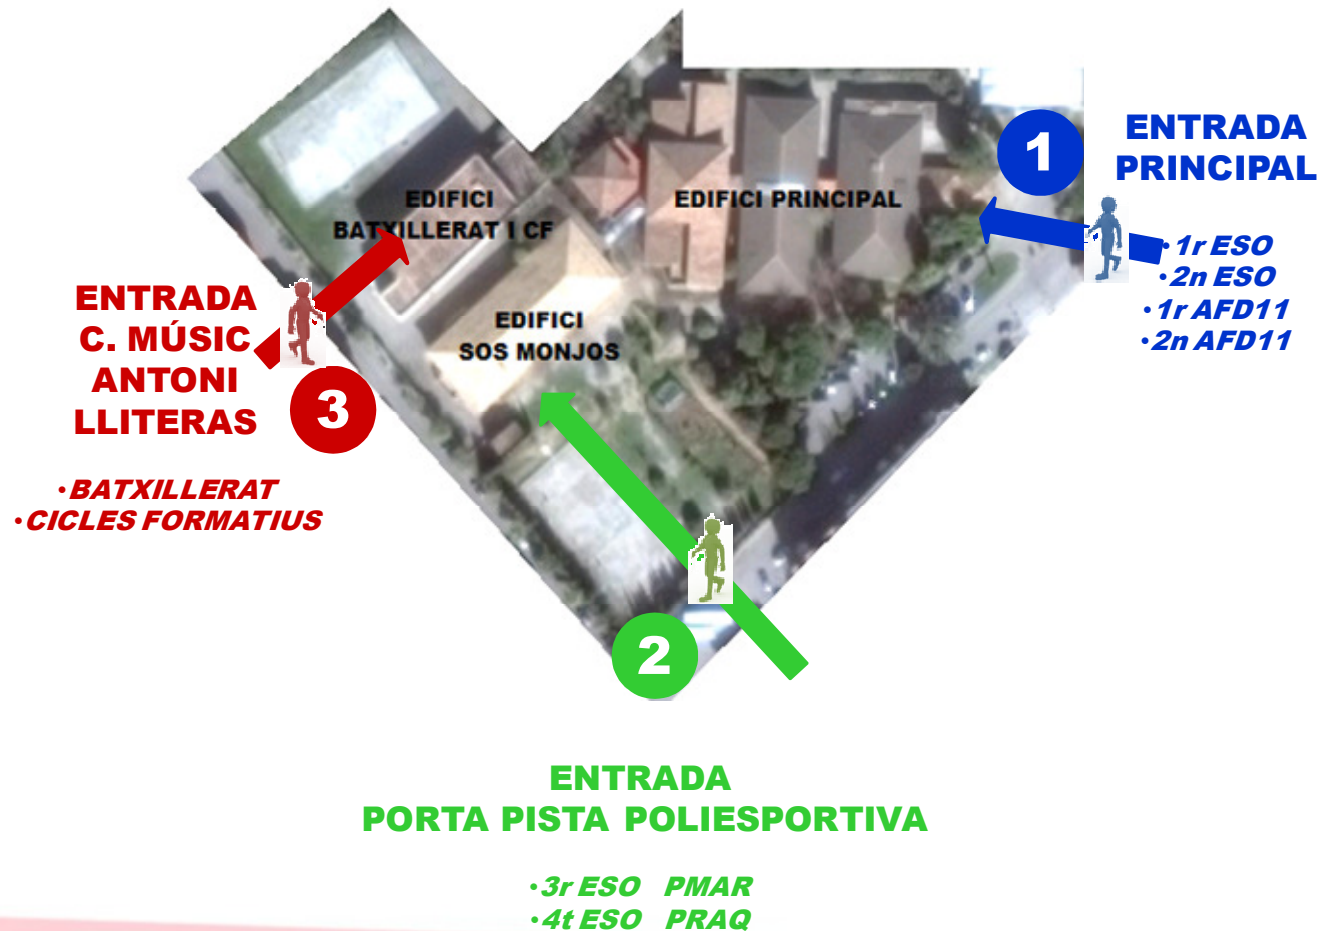 1
ENTRADA
PRINCIPAL
•1r ESO
•2n ESO
•1r AFD11
•2n AFD11
EDIFICI
BATXILLERAT I CF
EDIFICI PRINCIPAL
EDIFICI
SOS MONJOS
ENTRADA
C. MÚSIC
ANTONI
LLITERAS
3
•BATXILLERAT
•CICLES FORMATIUS
2
ENTRADA
PORTA PISTA POLIESPORTIVA
•3r ESO PMAR
•4t ESO PRAQ